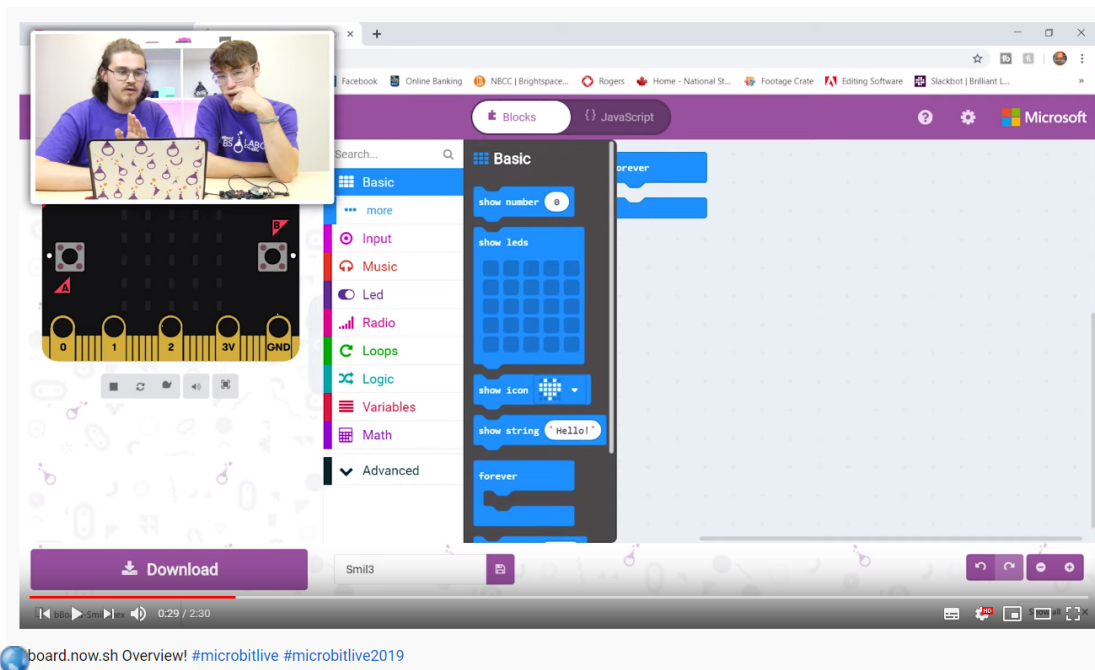 Facebook
Online Banking
NBCC | Brightspace...
Rogers
Home - National St...
Footage Crate
Editing Software
Slackbot | Brilliant L...
»
Blocks
{} JavaScript
Microsoft
Search...
Basic
more
Input
Music
Led
Radio
Loops
Logic
Variables
Math
Advanced
Basic
show number 0
show leds
show icon
show string "Hello!"
forever
orever
LABO
A
B
0 1 2 3V GND
Download
Smil3
0:29 / 2:30
HD
board.now.sh Overview! #microbitlive #microbitlive2019